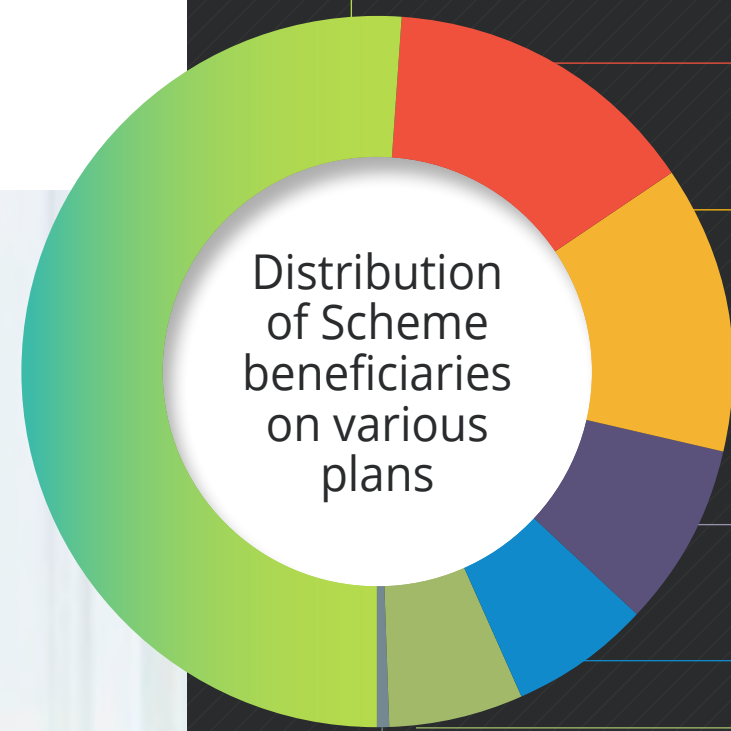 Distribution
of Scheme
beneficiaries
on various
plans